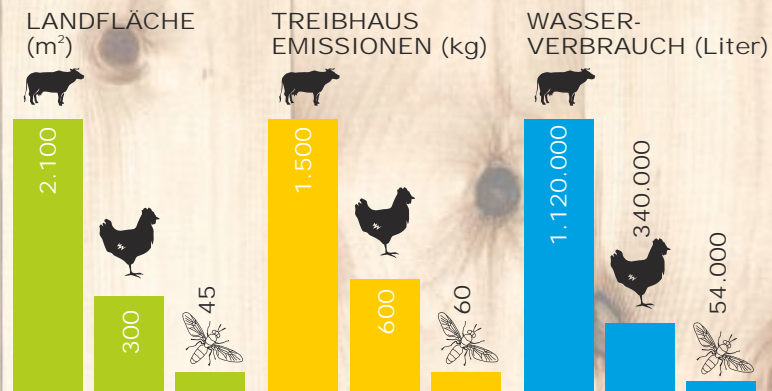 LANDFLÄCHE
(m²)
2.100
300
45
TREIBHAUS
EMISSIONEN (kg)
1.500
600
60
WASSER-
VERBRAUCH (Liter)
1.120.000
340.000
54.000